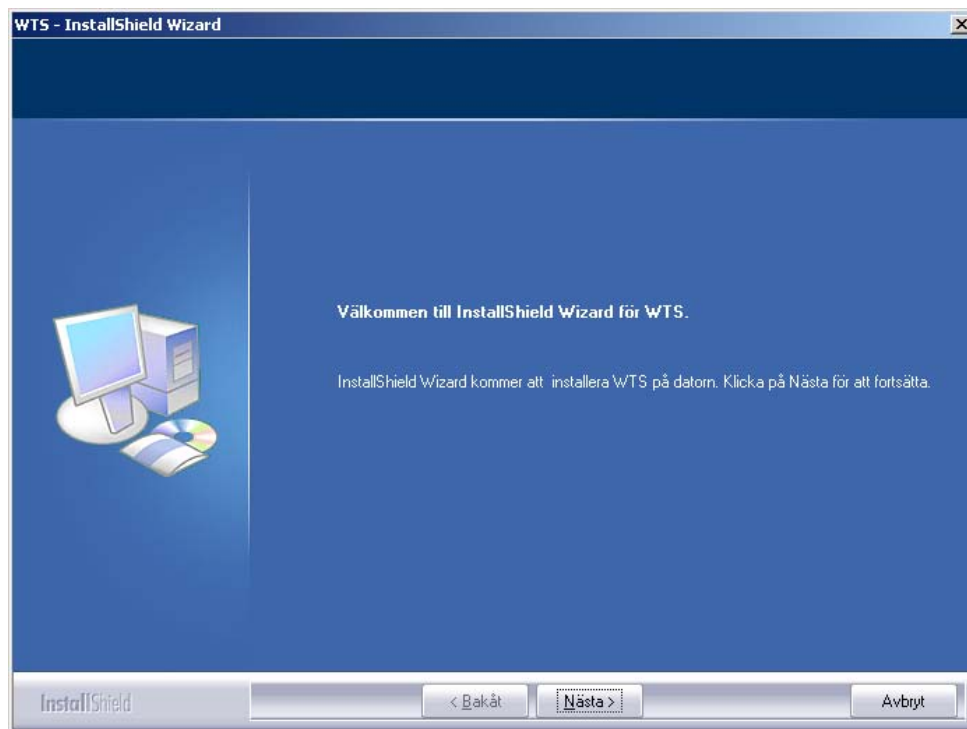 WTS - InstallShield Wizard
Välkommen till InstallShield Wizard för WTS.
InstallShield Wizard kommer att  installera WTS på datorn. Klicka på Nästa för att fortsätta.
InstallShield
< Bakåt
Nästa >
Avbryt